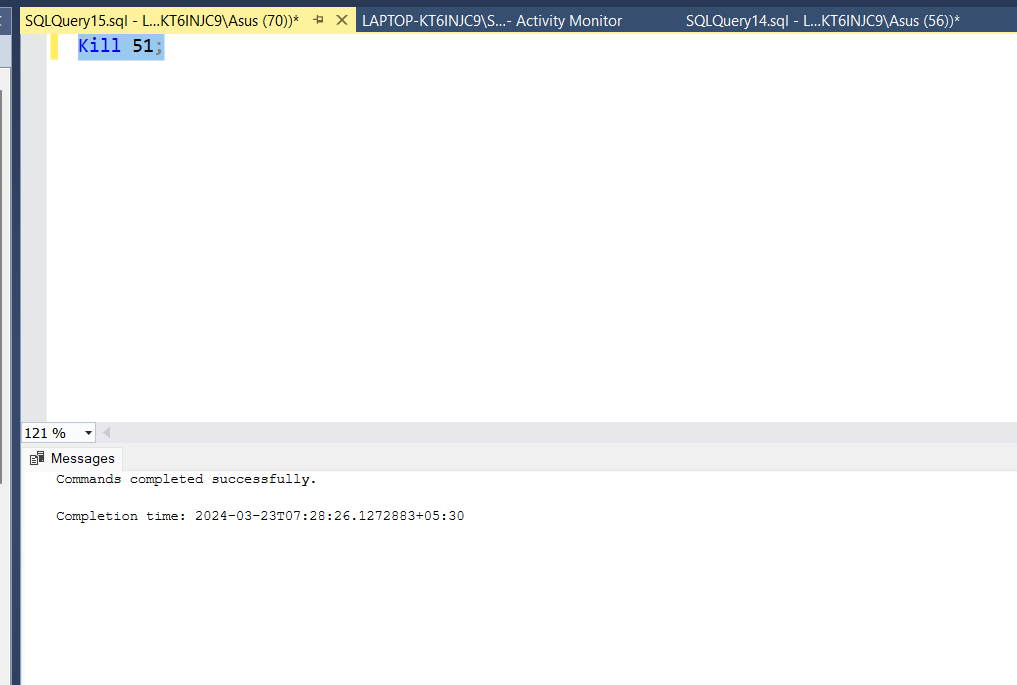 SQLQuery15.sql - L...KT6INJC9\Asus (70))* LAPTOP-KT6INJC9\S...- Activity Monitor SQLQuery14.sql - L...KT6INJC9\Asus (56))*
Kill 51;
121 %
Messages
Commands completed successfully.
Completion time: 2024-03-23T07:28:26.1272883+05:30